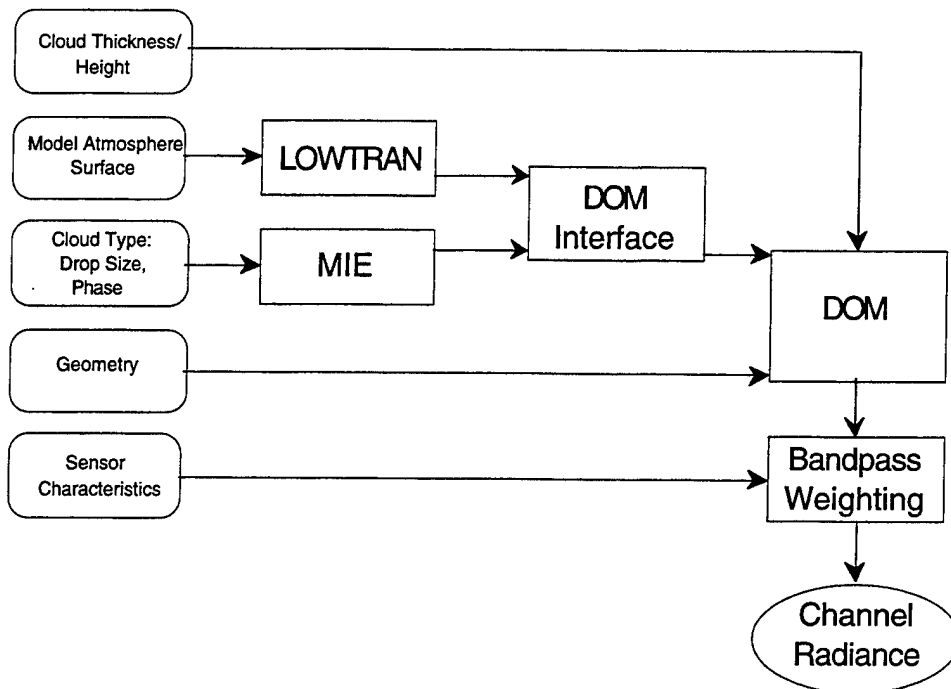 Cloud Thickness/
Height
Model Atmosphere
Surface
LOWTRAN
DOM
Interface
Cloud Type:
Drop Size,
Phase
MIE
DOM
Geometry
Sensor
Characteristics
Bandpass
Weighting
Channel
Radiance